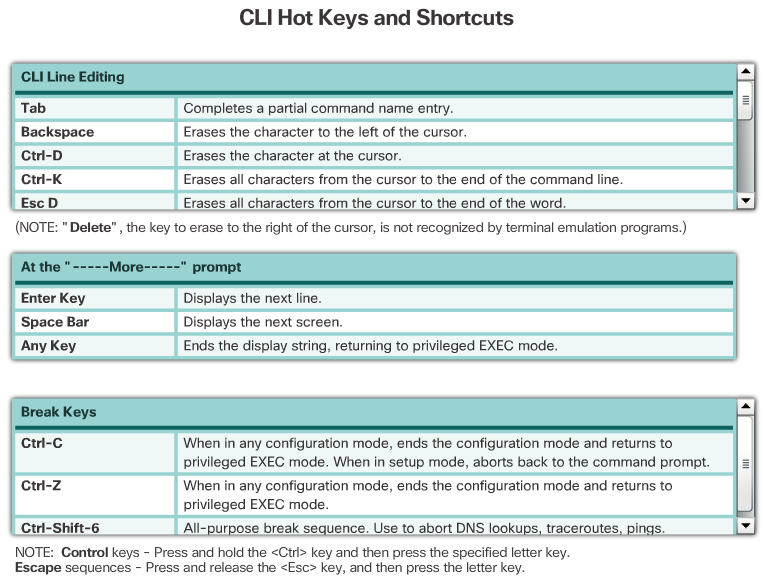 CLI Hot Keys and Shortcuts
CLI Line Editing
Tab Completes a partial command name entry.
Backspace Erases the character to the left of the cursor.
Ctrl-D Erases the character at the cursor.
Ctrl-K Erases all characters from the cursor to the end of the command line.
Esc D Erases all characters from the cursor to the end of the word.
(NOTE: "Delete", the key to erase to the right of the cursor, is not recognized by terminal emulation programs.)
At the "-----More-----" prompt
Enter Key Displays the next line.
Space Bar Displays the next screen.
Any Key Ends the display string, returning to privileged EXEC mode.
Break Keys
Ctrl-C When in any configuration mode, ends the configuration mode and returns to
privileged EXEC mode. When in setup mode, aborts back to the command prompt.
Ctrl-Z When in any configuration mode, ends the configuration mode and returns to
privileged EXEC mode.
Ctrl-Shift-6 All-purpose break sequence. Use to abort DNS lookups, traceroutes, pings.
NOTE: Control keys - Press and hold the <Ctrl> key and then press the specified letter key.
Escape sequences - Press and release the <Esc> key, and then press the letter key.